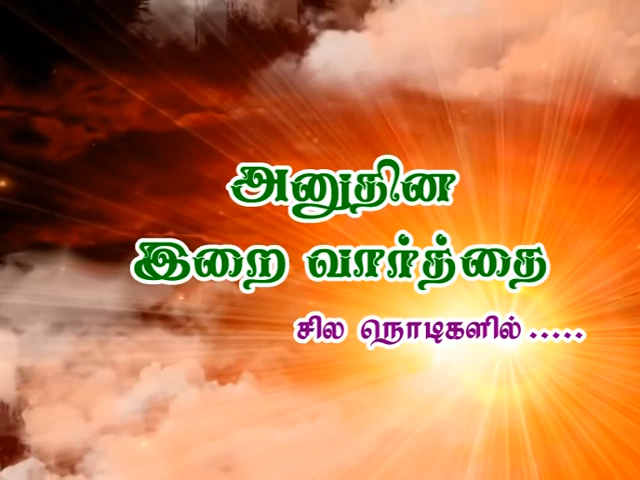 அனுதின
இறை வார்த்தை
சில நொடிகளில் .....